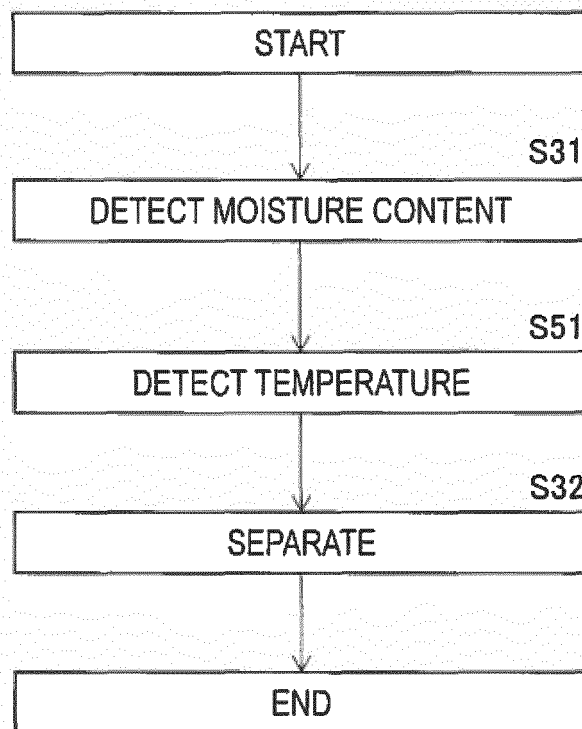 START
S31
DETECT MOISTURE CONTENT
S51
DETECT TEMPERATURE
S32
SEPARATE
END